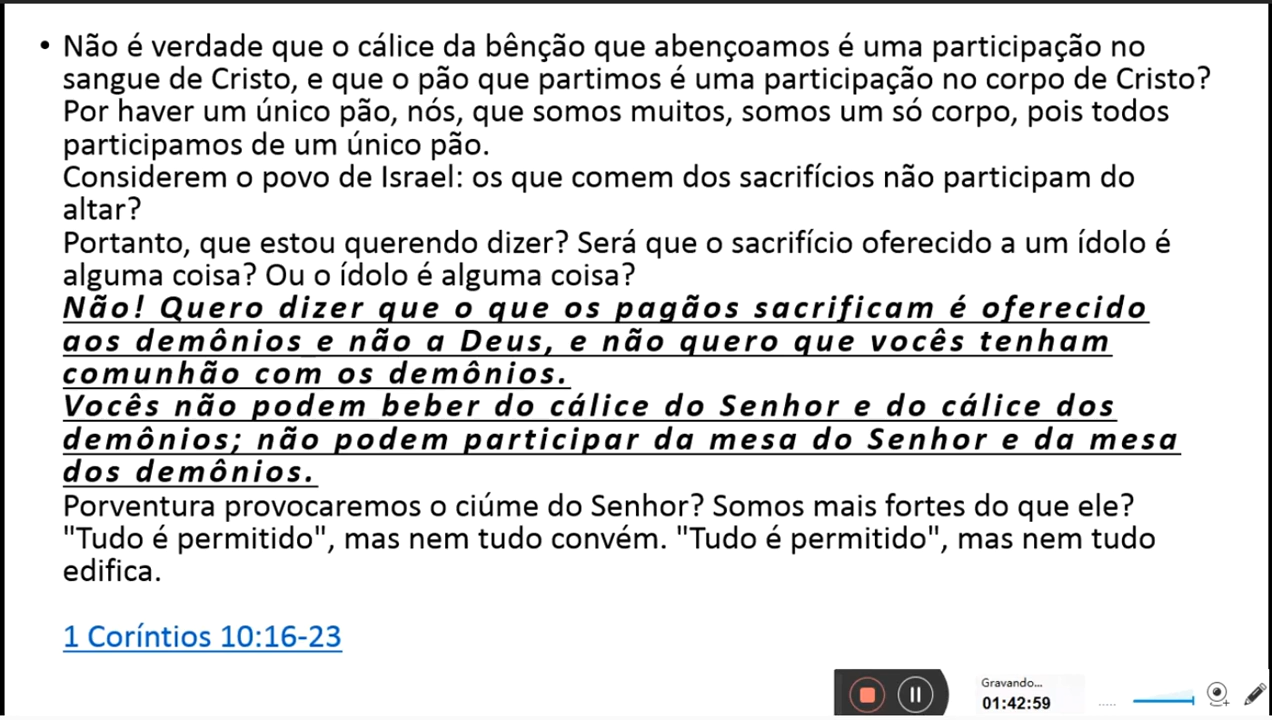 • Não é verdade que o cálice da bênção que abençoamos é uma participação no
sangue de Cristo, e que o pão que partimos é uma participação no corpo de Cristo?
Por haver um único pão, nós, que somos muitos, somos um só corpo, pois todos
participamos de um único pão.
Considerem o povo de Israel: os que comem dos sacrifícios não participam do
altar?
Portanto, que estou querendo dizer? Será que o sacrifício oferecido a um ídolo é
alguma coisa? Ou o ídolo é alguma coisa?
Não! Quero dizer que o que os pagãos sacrificam é oferecido
aos demônios e não a Deus, e não quero que vocês tenham
comunhão com os demônios.
Vocês não podem beber do cálice do Senhor e do cálice dos
demônios; não podem participar da mesa do Senhor e da mesa
dos demônios.
Porventura provocaremos o ciúme do Senhor? Somos mais fortes do que ele?
"Tudo é permitido", mas nem tudo convém. "Tudo é permitido", mas nem tudo
edifica.
1 Coríntios 10:16-23
Gravando...
01:42:59